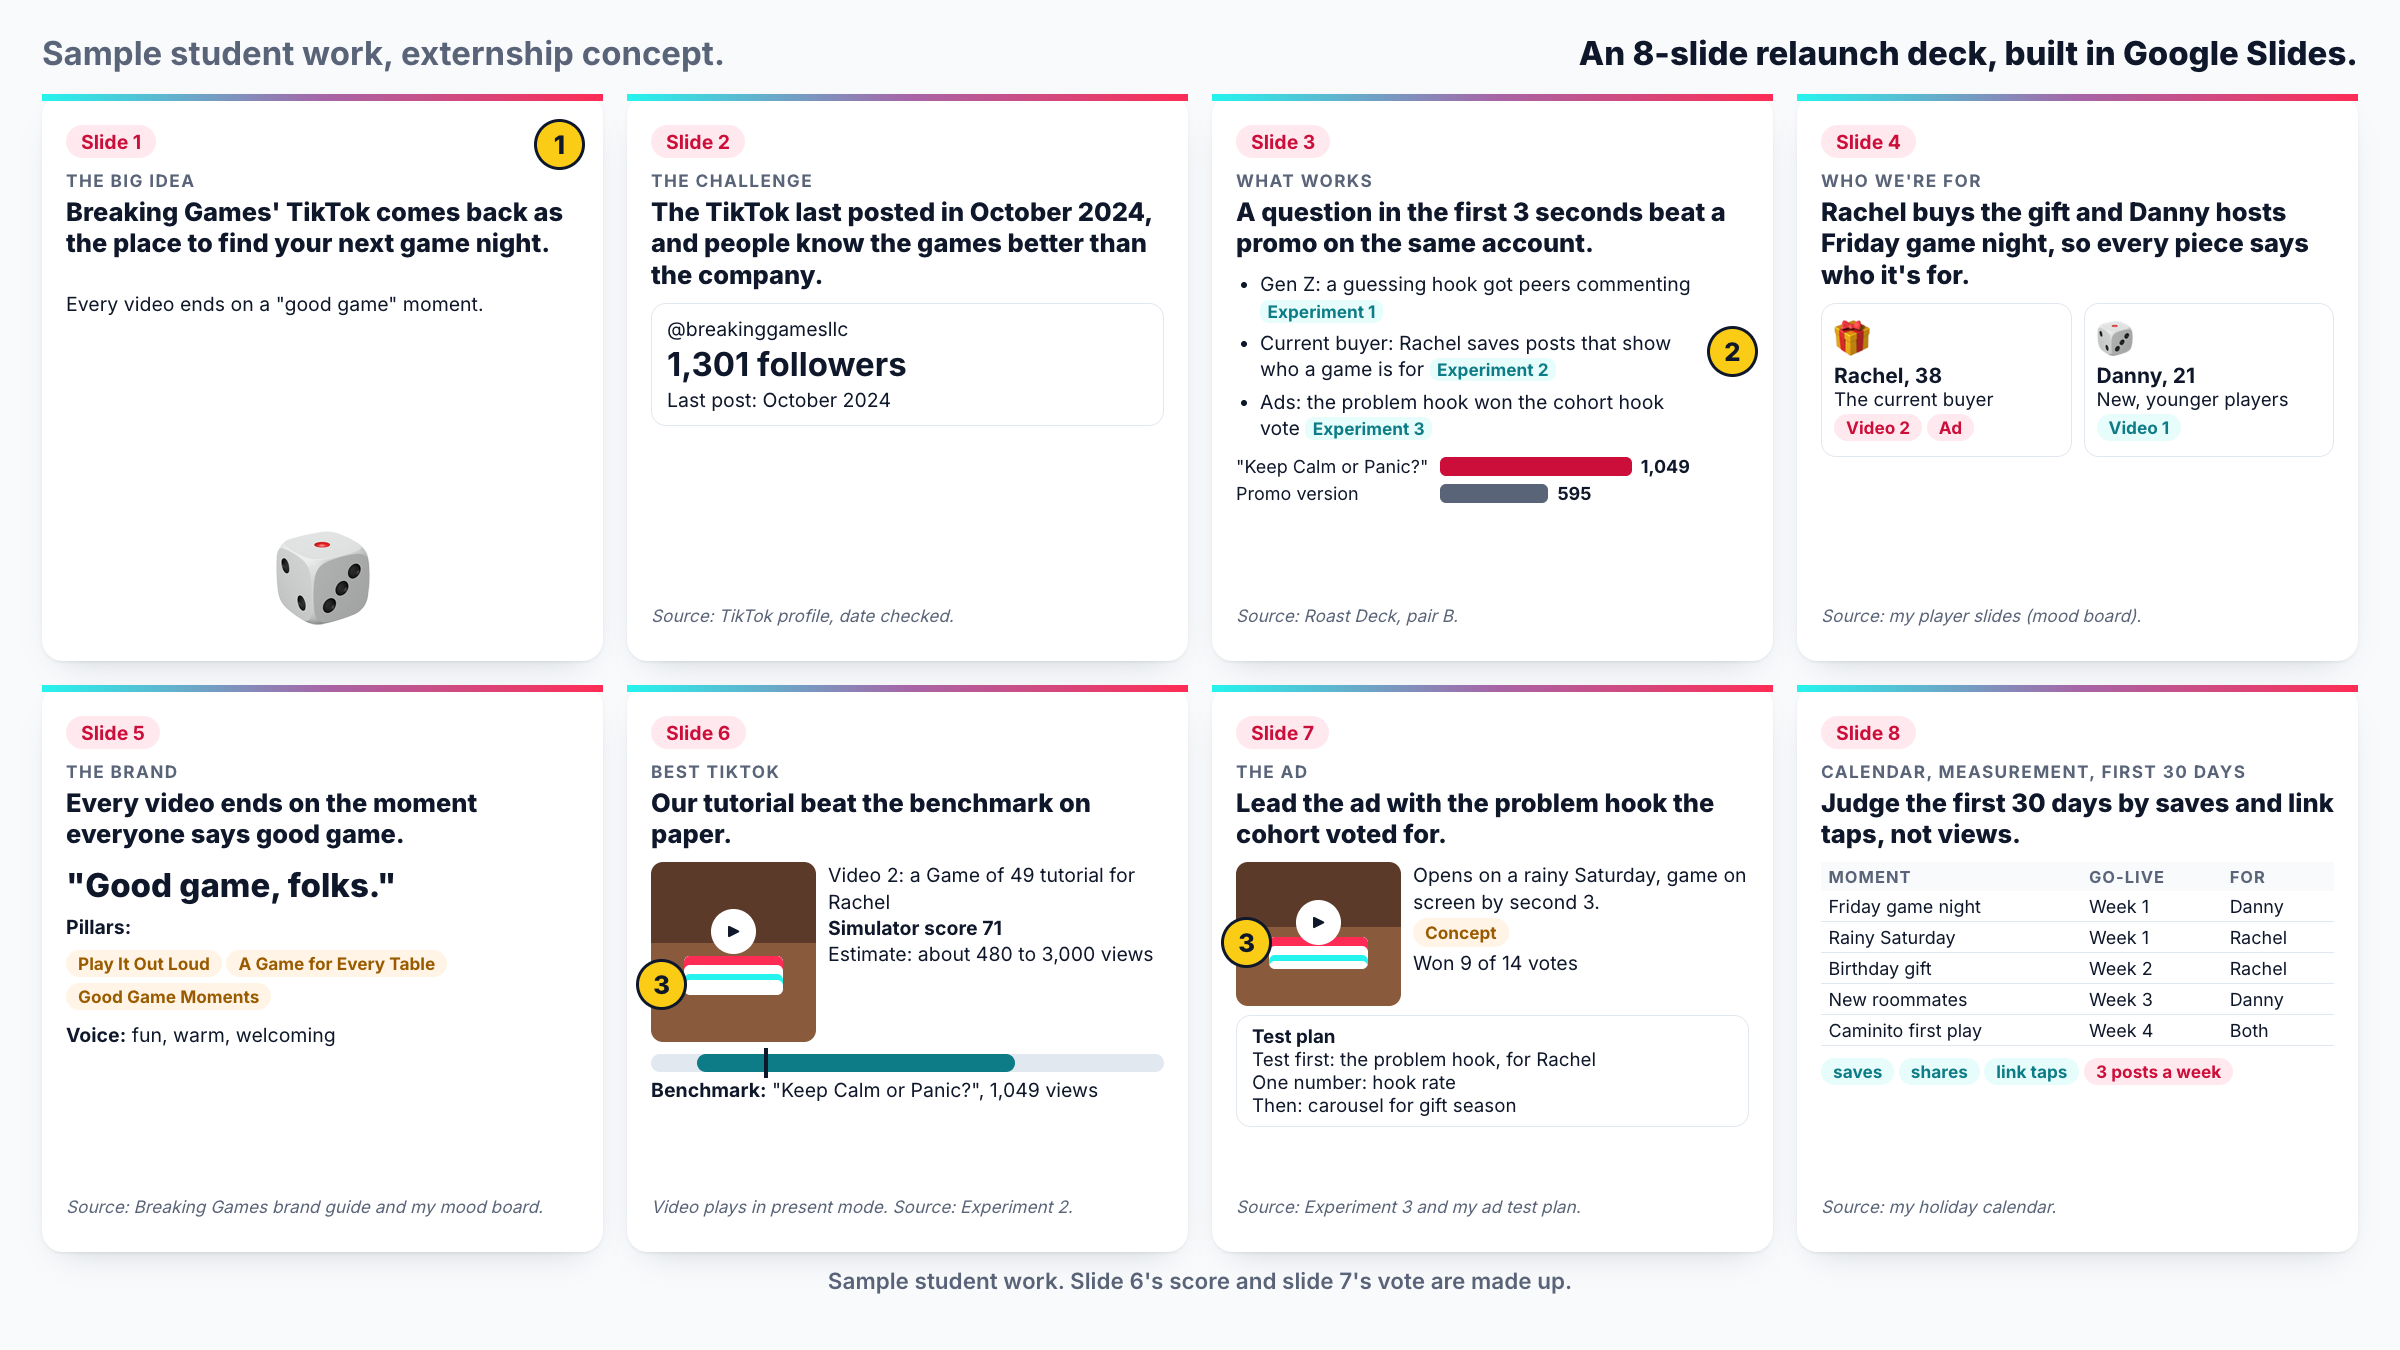 Sample student work, externship concept.
An 8-slide relaunch deck, built in Google Slides.
Slide 1
1
THE BIG IDEA
Breaking Games' TikTok comes back as
the place to find your next game night.
Every video ends on a "good game" moment.
Slide 2
THE CHALLENGE
The TikTok last posted in October 2024,
and people know the games better than
the company.
@breakinggamesllc
1,301 followers
Last post: October 2024
Source: TikTok profile, date checked.
Slide 3
WHAT WORKS
A question in the first 3 seconds beat a
promo on the same account.
• Gen Z: a guessing hook got peers commenting
Experiment 1
• Current buyer: Rachel saves posts that show
who a game is for Experiment 2
2
• Ads: the problem hook won the cohort hook
vote Experiment 3
"Keep Calm or Panic?" 1,049
Promo version 595
Source: Roast Deck, pair B.
Slide 4
WHO WE'RE FOR
Rachel buys the gift and Danny hosts
Friday game night, so every piece says
who it's for.
Rachel, 38
The current buyer
Video 2 Ad
Danny, 21
New, younger players
Video 1
Source: my player slides (mood board).
Slide 5
THE BRAND
Every video ends on the moment
everyone says good game.
"Good game, folks."
Pillars:
Play It Out Loud A Game for Every Table
Good Game Moments
Voice: fun, warm, welcoming
Source: Breaking Games brand guide and my mood board.
Slide 6
BEST TIKTOK
Our tutorial beat the benchmark on
paper.
Video 2: a Game of 49 tutorial for
Rachel
Simulator score 71
Estimate: about 480 to 3,000 views
3
Benchmark: "Keep Calm or Panic?", 1,049 views
Video plays in present mode. Source: Experiment 2.
Slide 7
THE AD
Lead the ad with the problem hook the
cohort voted for.
Opens on a rainy Saturday, game on
screen by second 3.
Concept
3
Won 9 of 14 votes
Test plan
Test first: the problem hook, for Rachel
One number: hook rate
Then: carousel for gift season
Source: Experiment 3 and my ad test plan.
Slide 8
CALENDAR, MEASUREMENT, FIRST 30 DAYS
Judge the first 30 days by saves and link
taps, not views.
MOMENT GO-LIVE FOR
Friday game night Week 1 Danny
Rainy Saturday Week 1 Rachel
Birthday gift Week 2 Rachel
New roommates Week 3 Danny
Caminito first play Week 4 Both
saves shares link taps 3 posts a week
Source: my holiday calendar.
Sample student work. Slide 6's score and slide 7's vote are made up.